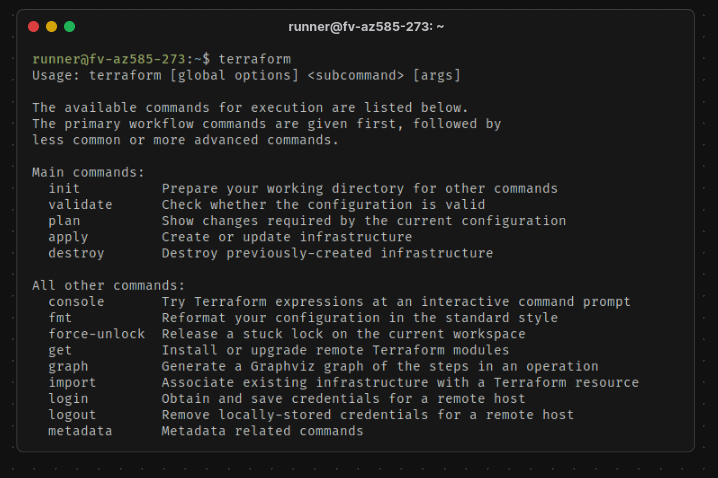 runner@fv-az585-273: ~
runner@fv-az585-273:~$ terraform
Usage: terraform [global options] <subcommand> [args]

The available commands for execution are listed below.
The primary workflow commands are given first, followed by
less common or more advanced commands.

Main commands:
  init          Prepare your working directory for other commands
  validate      Check whether the configuration is valid
  plan          Show changes required by the current configuration
  apply         Create or update infrastructure
  destroy       Destroy previously-created infrastructure

All other commands:
  console       Try Terraform expressions at an interactive command prompt
  fmt           Reformat your configuration in the standard style
  force-unlock  Release a stuck lock on the current workspace
  get           Install or upgrade remote Terraform modules
  graph         Generate a Graphviz graph of the steps in an operation
  import        Associate existing infrastructure with a Terraform resource
  login         Obtain and save credentials for a remote host
  logout        Remove locally-stored credentials for a remote host
  metadata      Metadata related commands